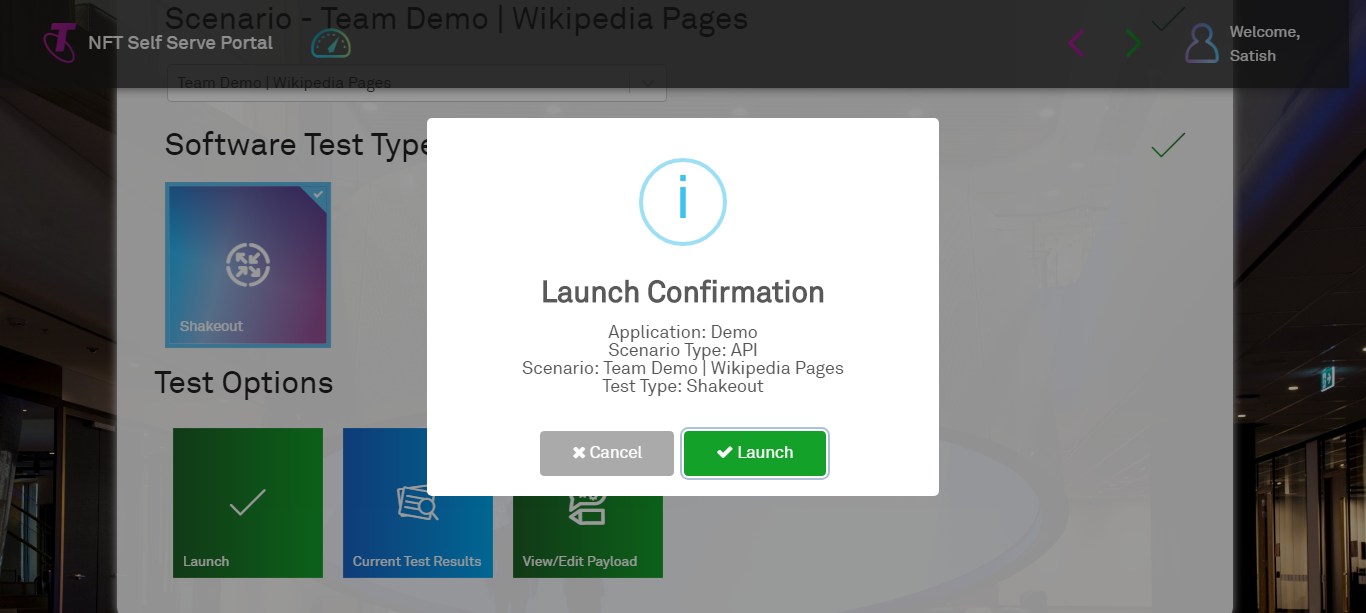 Scenario - Team Demo | Wikipedia Pages
NFT Self Serve Portal
Welcome,
Satish
Team Demo | Wikipedia Pages
Software Test Type
Shakeout
Launch Confirmation
Application: Demo
Scenario Type: API
Scenario: Team Demo | Wikipedia Pages
Test Type: Shakeout
Cancel
Launch
Test Options
Launch
Current Test Results
View/Edit Payload